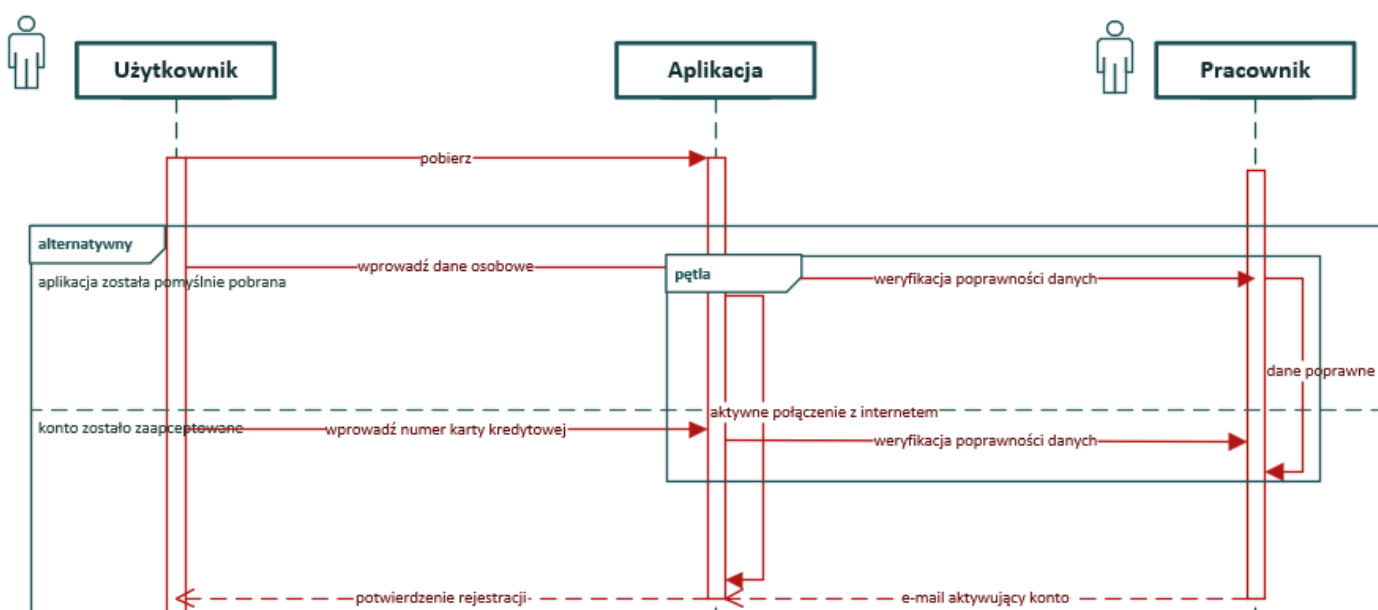 Użytkownik
Aplikacja
Pracownik
pobierz
alternatywny
aplikacja została pomyślnie pobrana
wprowadź dane osobowe
pętla
weryfikacja poprawności danych
dane poprawne
aktywne połączenie z internetem
konto zostało zaapceptowane
wprowadź numer karty kredytowej
weryfikacja poprawności danych
potwierdzenie rejestracji
e-mail aktywujący konto